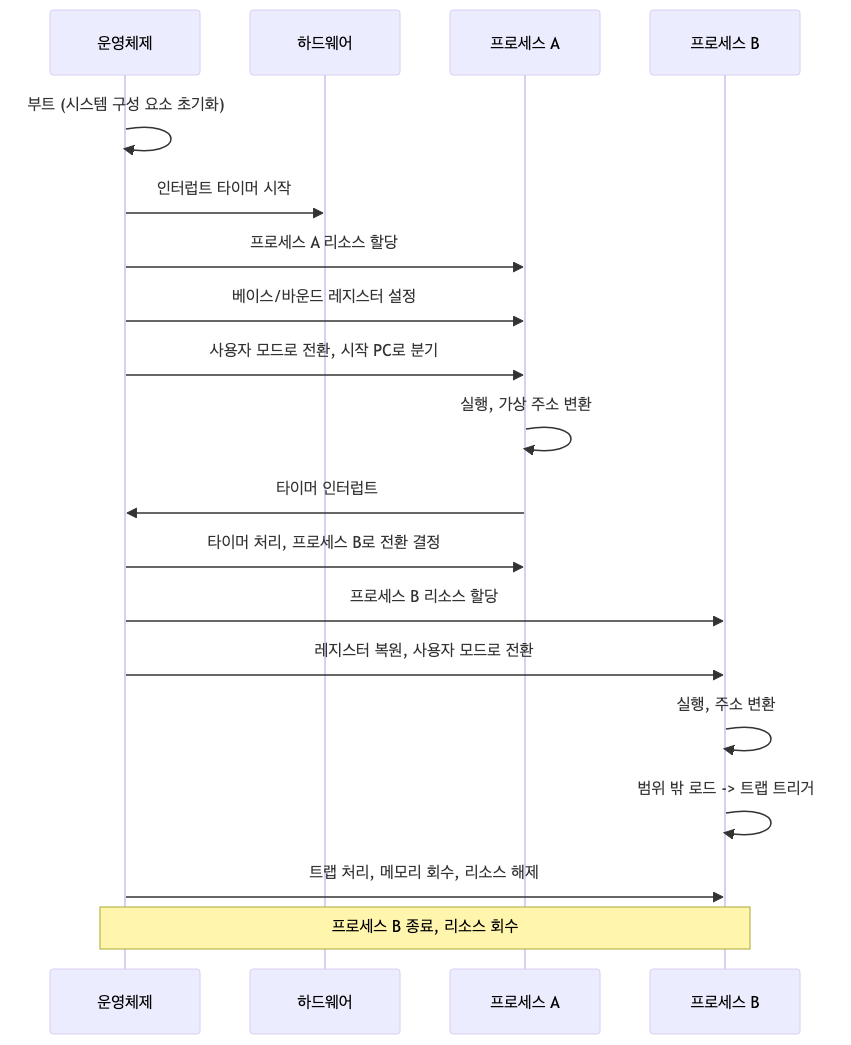 운영체제
하드웨어
프로세스 A
프로세스 B
부트 (시스템 구성 요소 초기화)
인터럽트 타이머 시작
프로세스 A 리소스 할당
베이스/바운드 레지스터 설정
사용자 모드로 전환, 시작 PC로 분기
실행, 가상 주소 변환
타이머 인터럽트
타이머 처리, 프로세스 B로 전환 결정
프로세스 B 리소스 할당
레지스터 복원, 사용자 모드로 전환
실행, 주소 변환
범위 밖 로드 -> 트랩 트리거
트랩 처리, 메모리 회수, 리소스 해제
프로세스 B 종료, 리소스 회수
운영체제
하드웨어
프로세스 A
프로세스 B